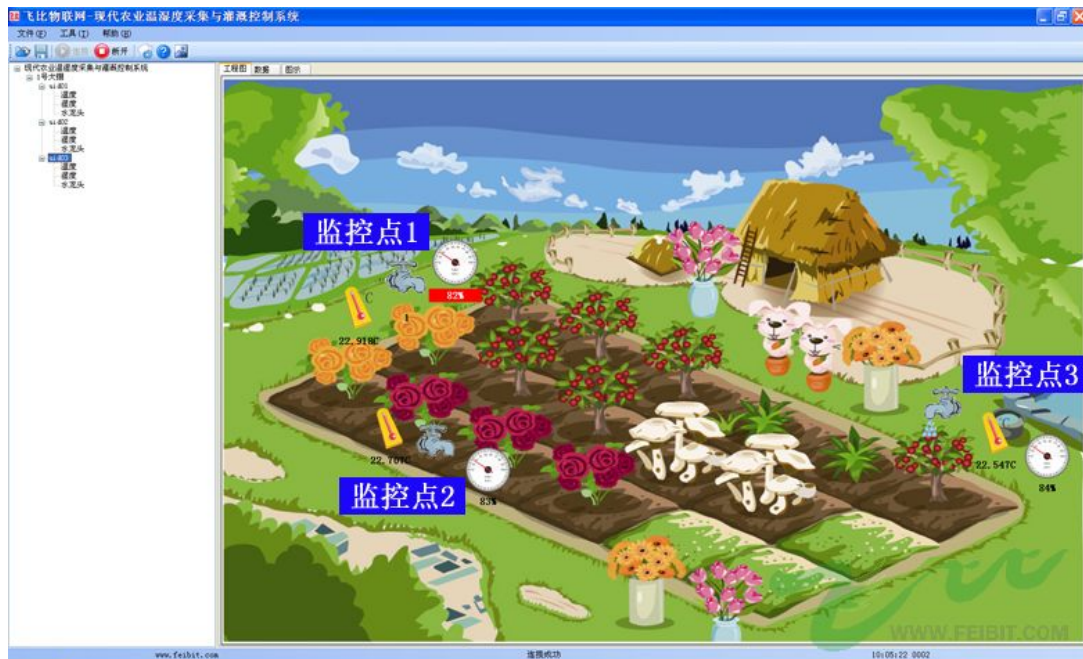 飞比物联网-现代农业温湿度采集与灌溉控制系统
文件(F) 工具(T) 帮助(H)
连接 断开
现代农业温湿度采集与灌溉控制系统
1号大棚
温度
湿度
水龙头
温度
湿度
水龙头
温度
湿度
水龙头
工程图 数据 图示
监控点1
82%
C
22.918C
监控点3
22.547C
84%
22.707C
监控点2
83%
WWW.FEIBIT.COM
www.feibit.com 连接成功 10:05:22 0002